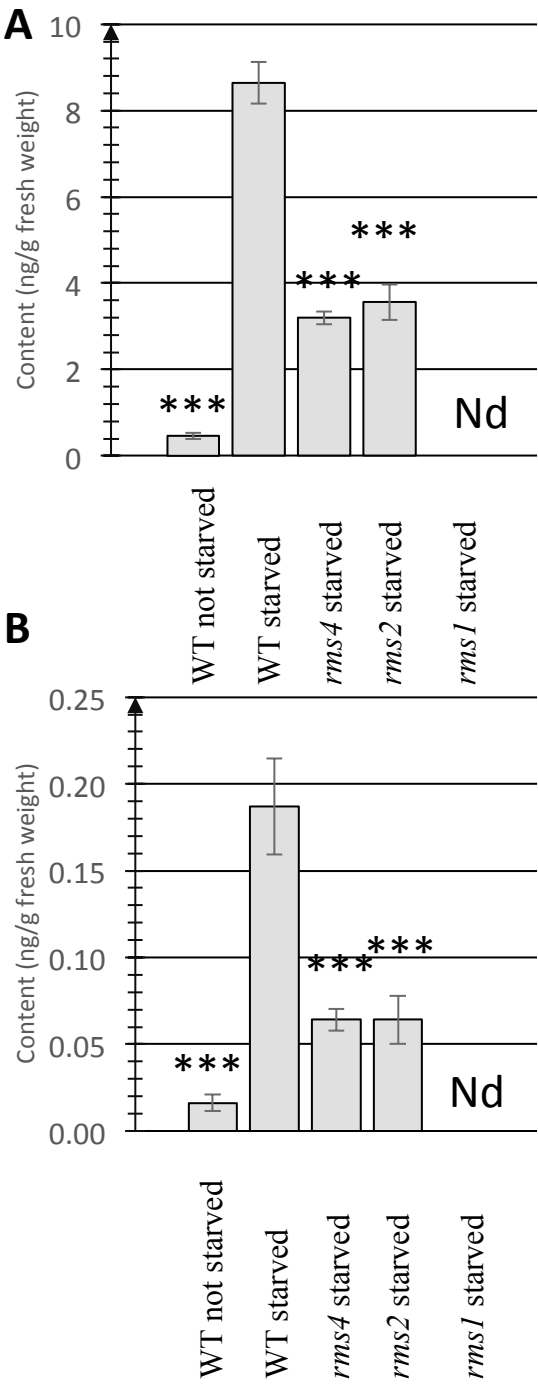 A
10
8
6
4
2
0
Content (ng/g fresh weight)
***
***
***
Nd
WT not starved
WT starved
rms4 starved
rms2 starved
rms1 starved
B
0.25
0.20
0.15
0.10
0.05
0.00
Content (ng/g fresh weight)
***
***
***
Nd
WT not starved
WT starved
rms4 starved
rms2 starved
rms1 starved